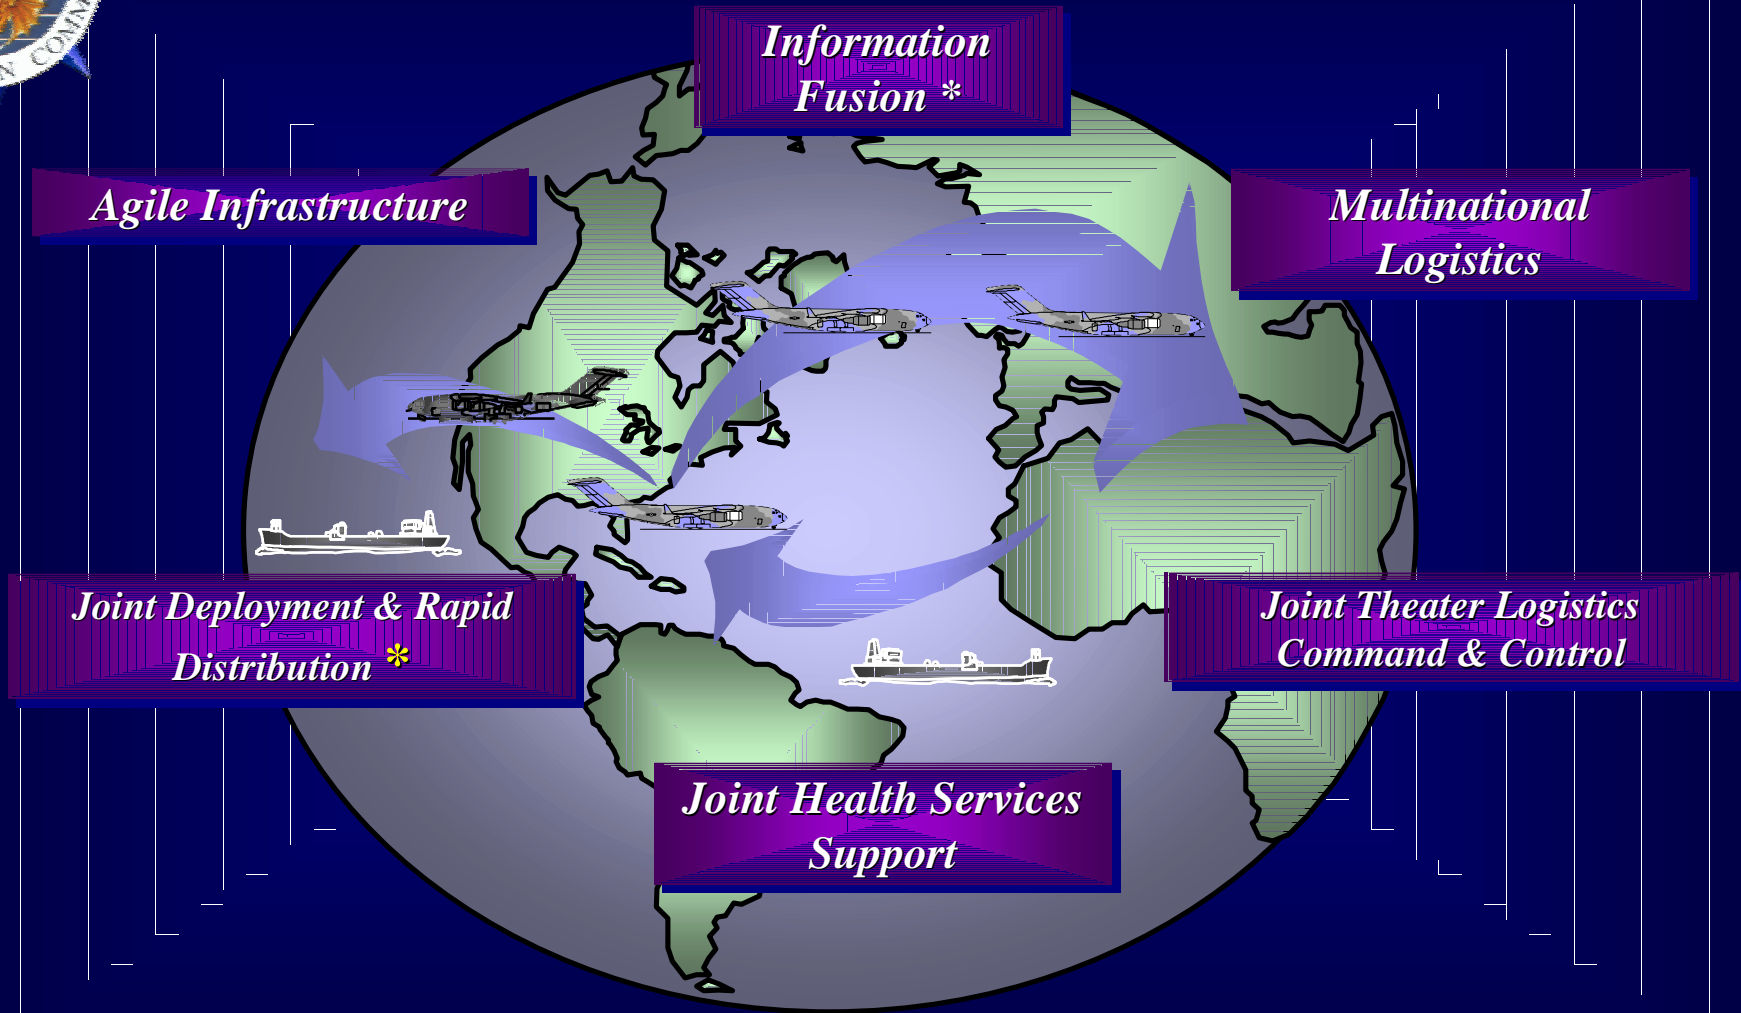 Information
Fusion *
Agile Infrastructure
Multinational
Logistics
Joint Deployment & Rapid
Distribution *
Joint Theater Logistics
Command & Control
Joint Health Services
Support